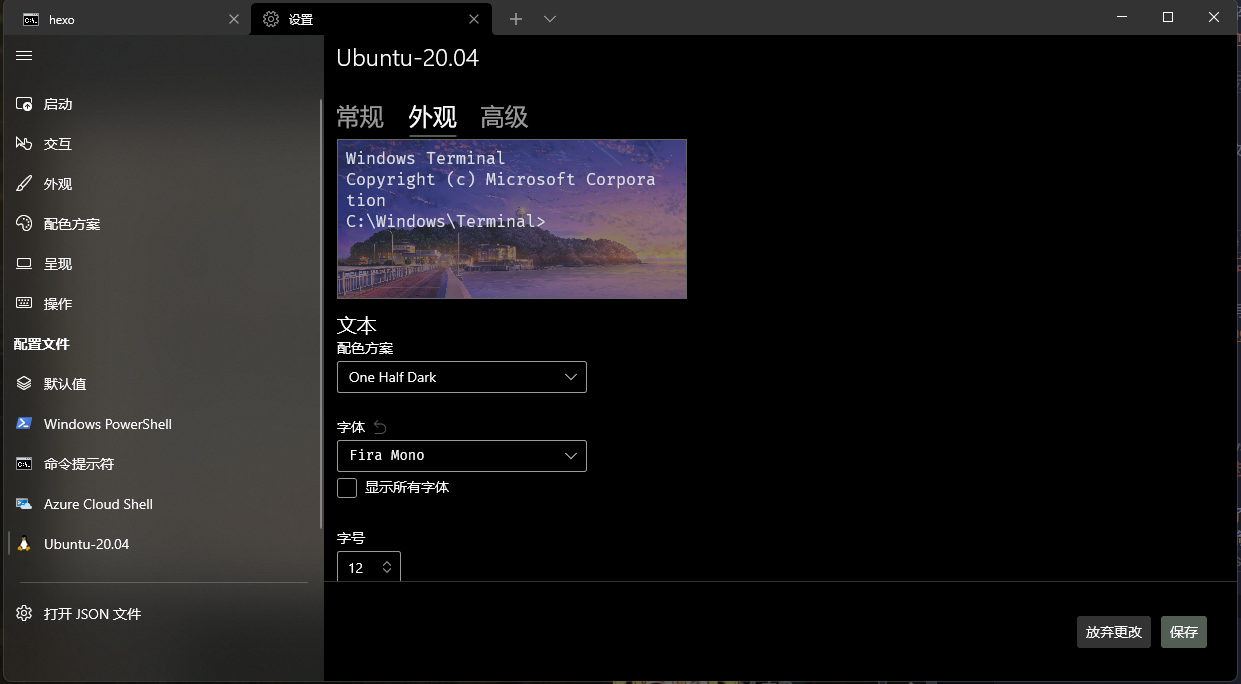 hexo
设置
启动
交互
外观
配色方案
呈现
操作
配置文件
默认值
Windows PowerShell
命令提示符
Azure Cloud Shell
Ubuntu-20.04
打开 JSON 文件
Ubuntu-20.04
常规 外观 高级
Windows Terminal
Copyright (c) Microsoft Corpora
tion
C:\Windows\Terminal>
文本
配色方案
One Half Dark
字体
Fira Mono
显示所有字体
字号
12
放弃更改 保存